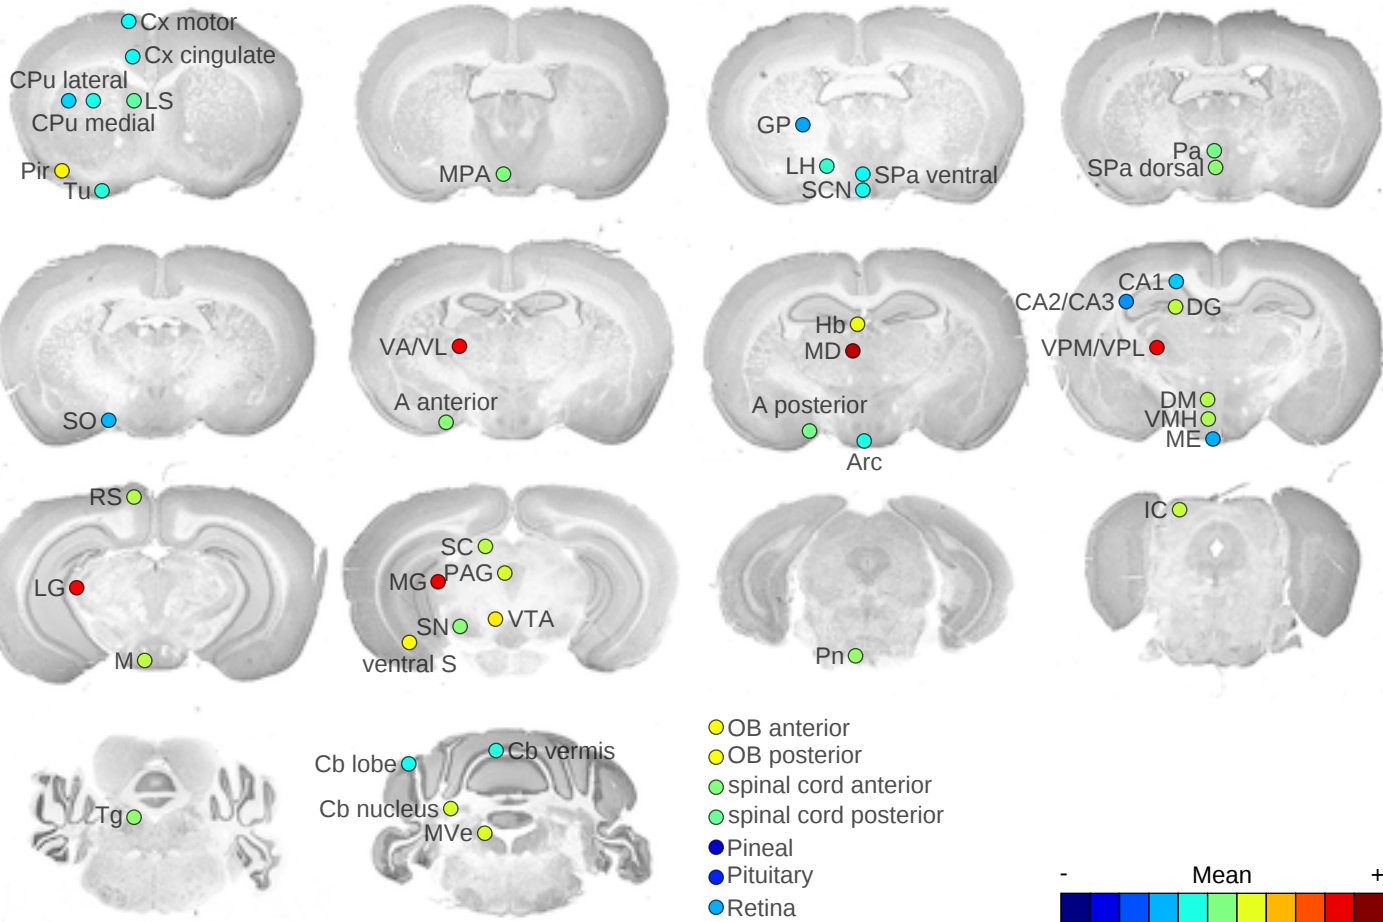 Cx motor
Cx cingulate
CPu lateral
LS
CPu medial
Pir
Tu
MPA
GP
LH
SPa ventral
SCN
Pa
SPa dorsal
SO
VA/VL
A anterior
Hb
MD
A posterior
Arc
CA1
CA2/CA3
DG
VPM/VPL
DM
VMH
ME
RS
LG
M
SC
MG
PAG
SN
VTA
ventral S
Pn
IC
Tg
Cb lobe
Cb vermis
Cb nucleus
MVe
OB anterior
OB posterior
spinal cord anterior
spinal cord posterior
Pineal
Pituitary
Retina
- Mean +